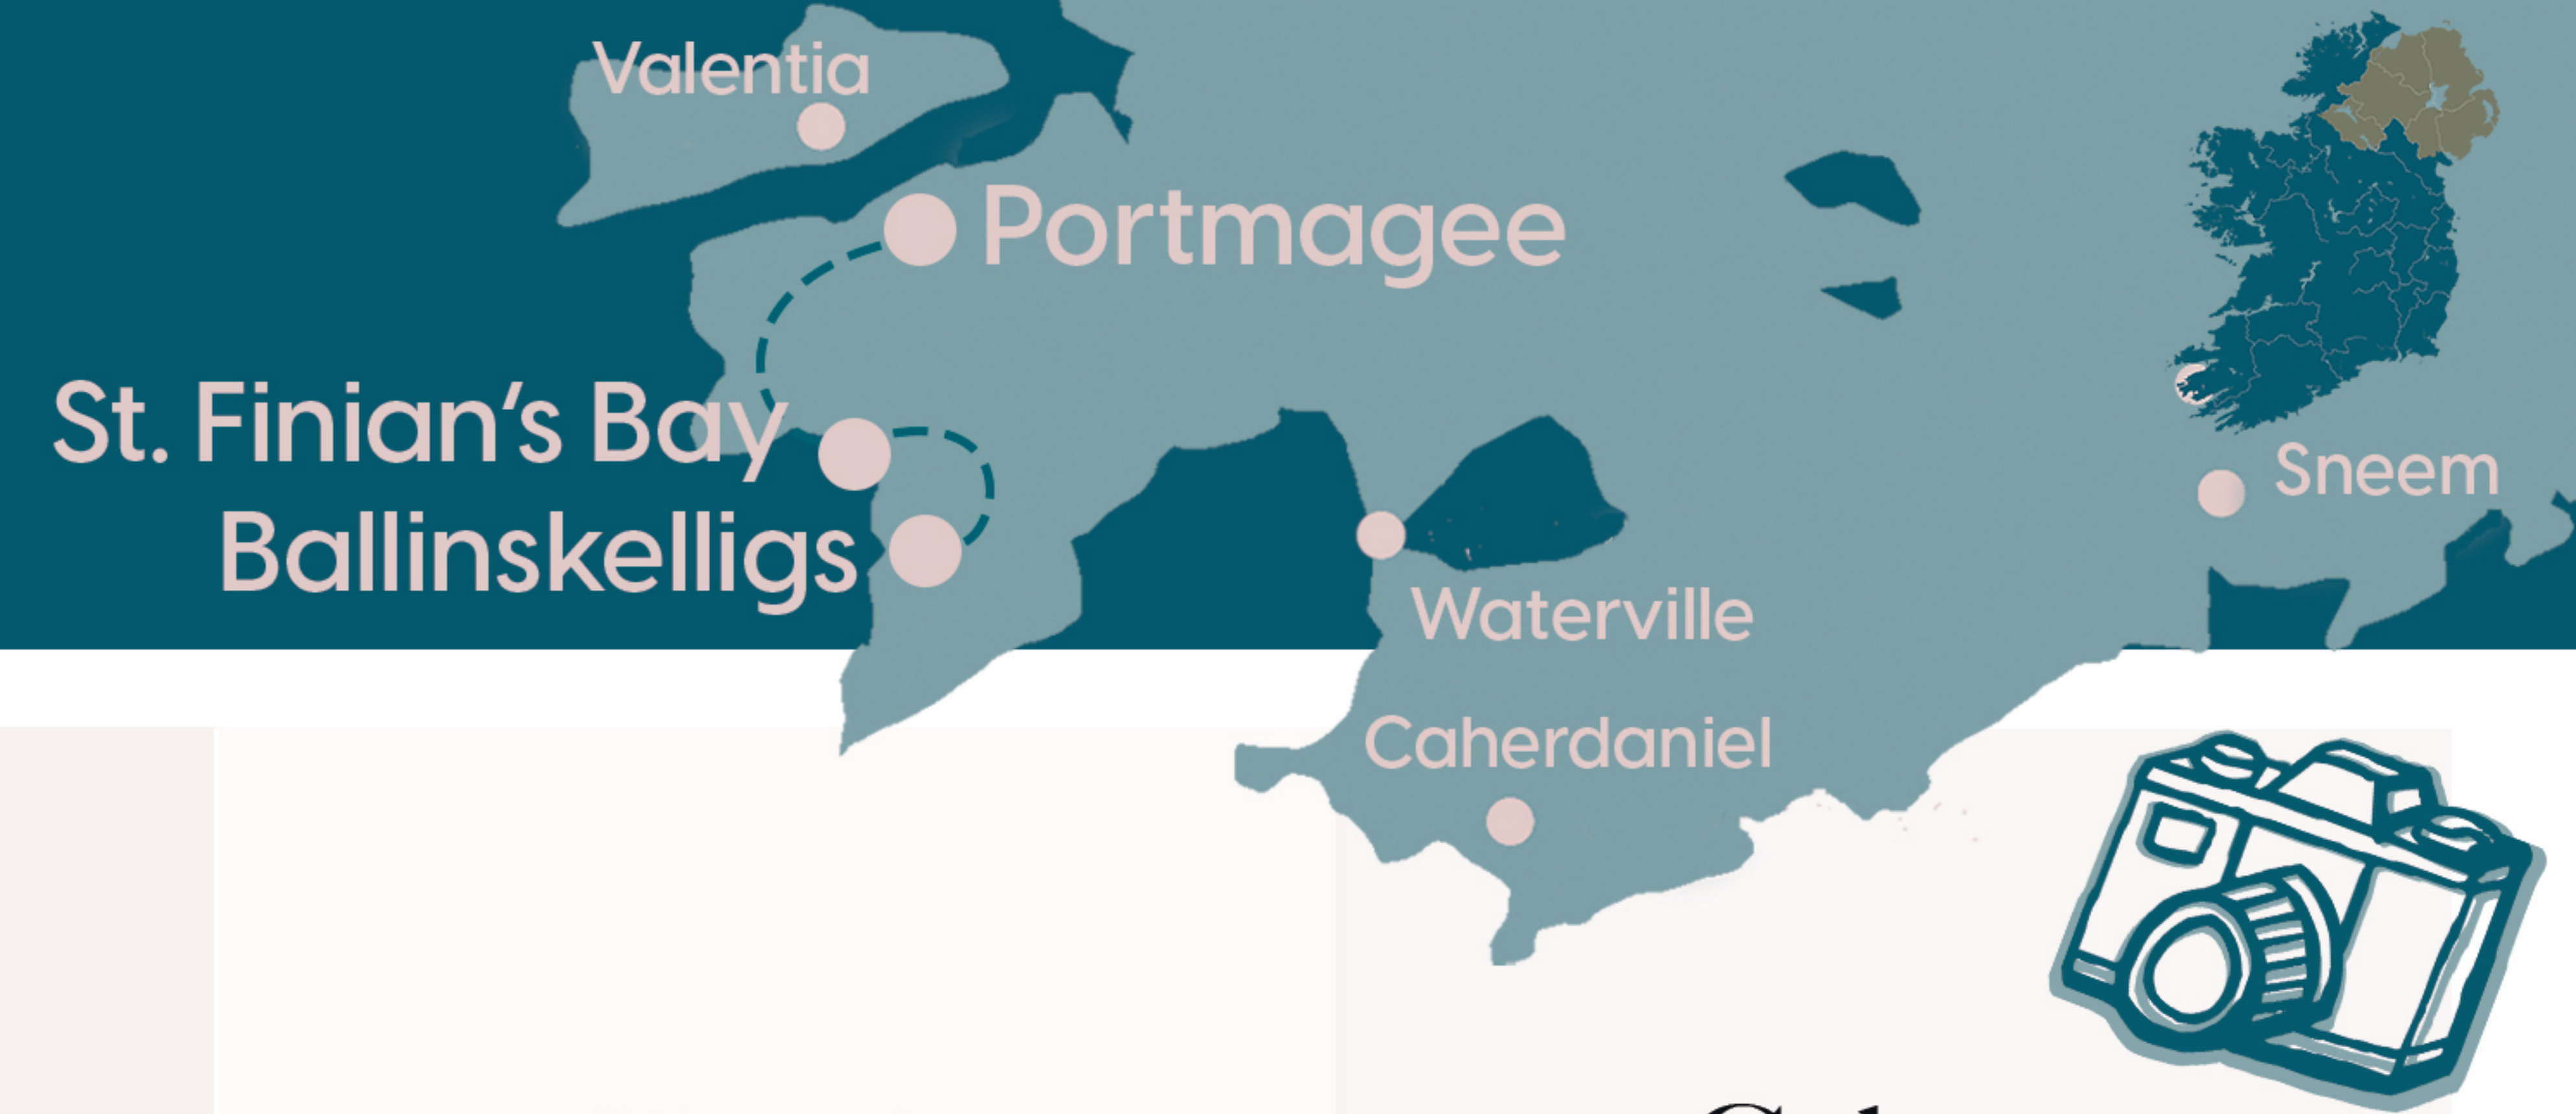 Valentia
Portmagee
St. Finian's Bay
Sneem
Ballinskelligs
Waterville
Caherdaniel